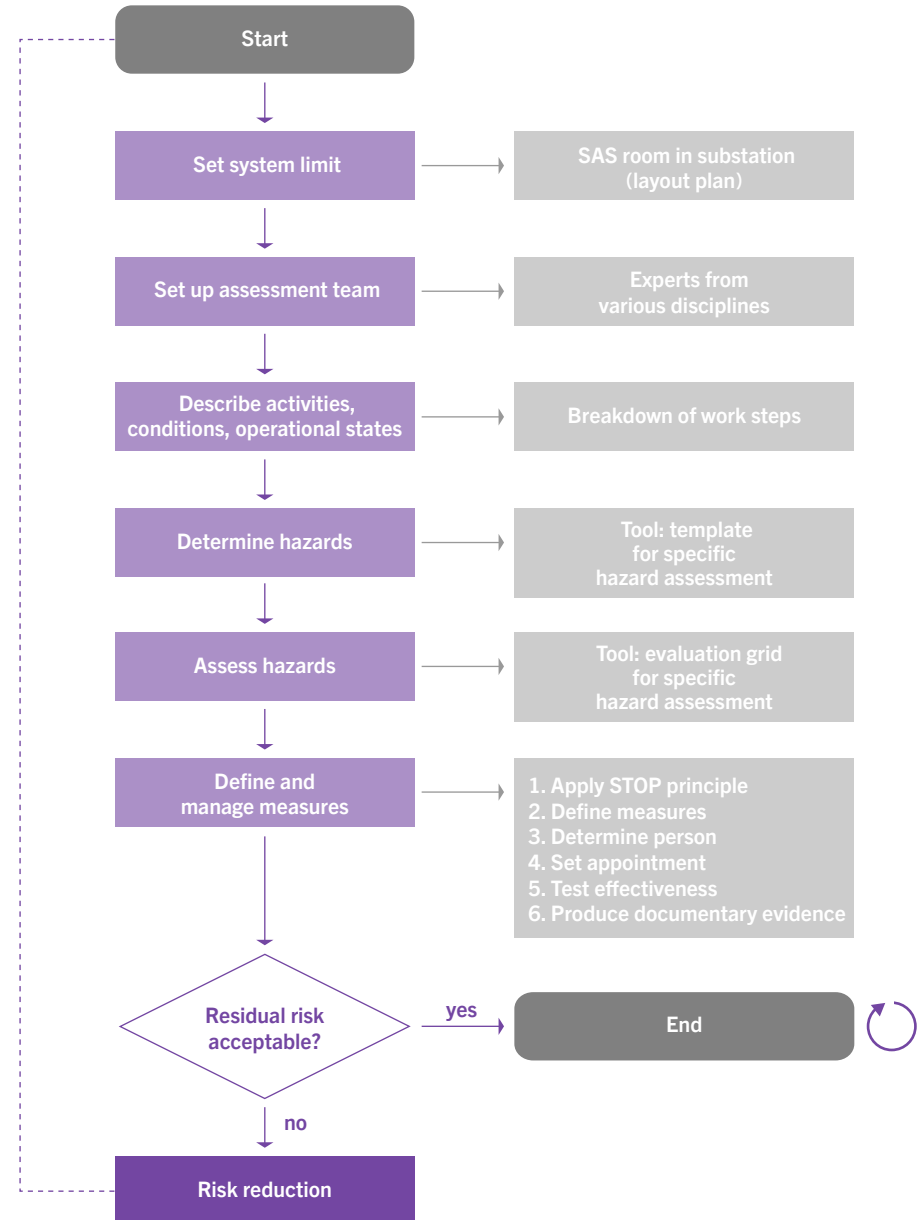 Start
Set system limit
SAS room in substation
(layout plan)
Set up assessment team
Experts from
various disciplines
Describe activities,
conditions, operational states
Breakdown of work steps
Determine hazards
Tool: template
for specific
hazard assessment
Assess hazards
Tool: evaluation grid
for specific
hazard assessment
Define and
manage measures
1. Apply STOP principle
2. Define measures
3. Determine person
4. Set appointment
5. Test effectiveness
6. Produce documentary evidence
Residual risk
acceptable?
yes
End
no
Risk reduction